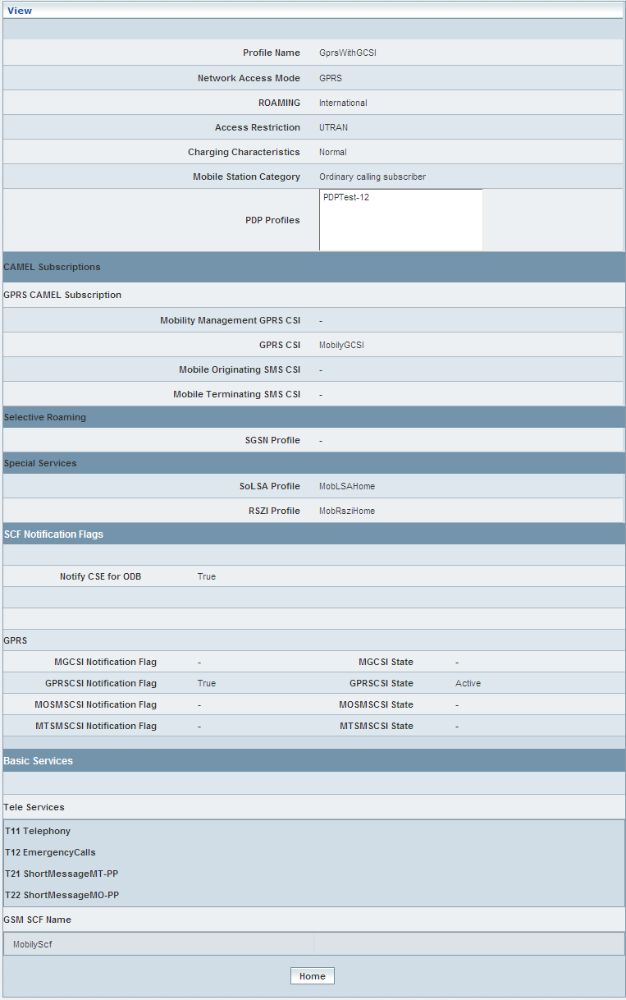 View
Profile Name GprsWithGCSI
Network Access Mode GPRS
ROAMING International
Access Restriction UTRAN
Charging Characteristics Normal
Mobile Station Category Ordinary calling subscriber
PDP Profiles PDPTest-12
CAMEL Subscriptions
GPRS CAMEL Subscription
Mobility Management GPRS CSI -
GPRS CSI MobilyGCSI
Mobile Originating SMS CSI -
Mobile Terminating SMS CSI -
Selective Roaming
SGSN Profile -
Special Services
SoLSA Profile MobLSAHome
RSZI Profile MobRsziHome
SCF Notification Flags
Notify CSE for ODB True
GPRS
MGCSI Notification Flag - MGCSI State -
GPRSCSI Notification Flag True GPRSCSI State Active
MOSMSCSI Notification Flag - MOSMSCSI State -
MTSMSCSI Notification Flag - MTSMSCSI State -
Basic Services
Tele Services
T11 Telephony
T12 EmergencyCalls
T21 ShortMessageMT-PP
T22 ShortMessageMO-PP
GSM SCF Name
MobilyScf
Home